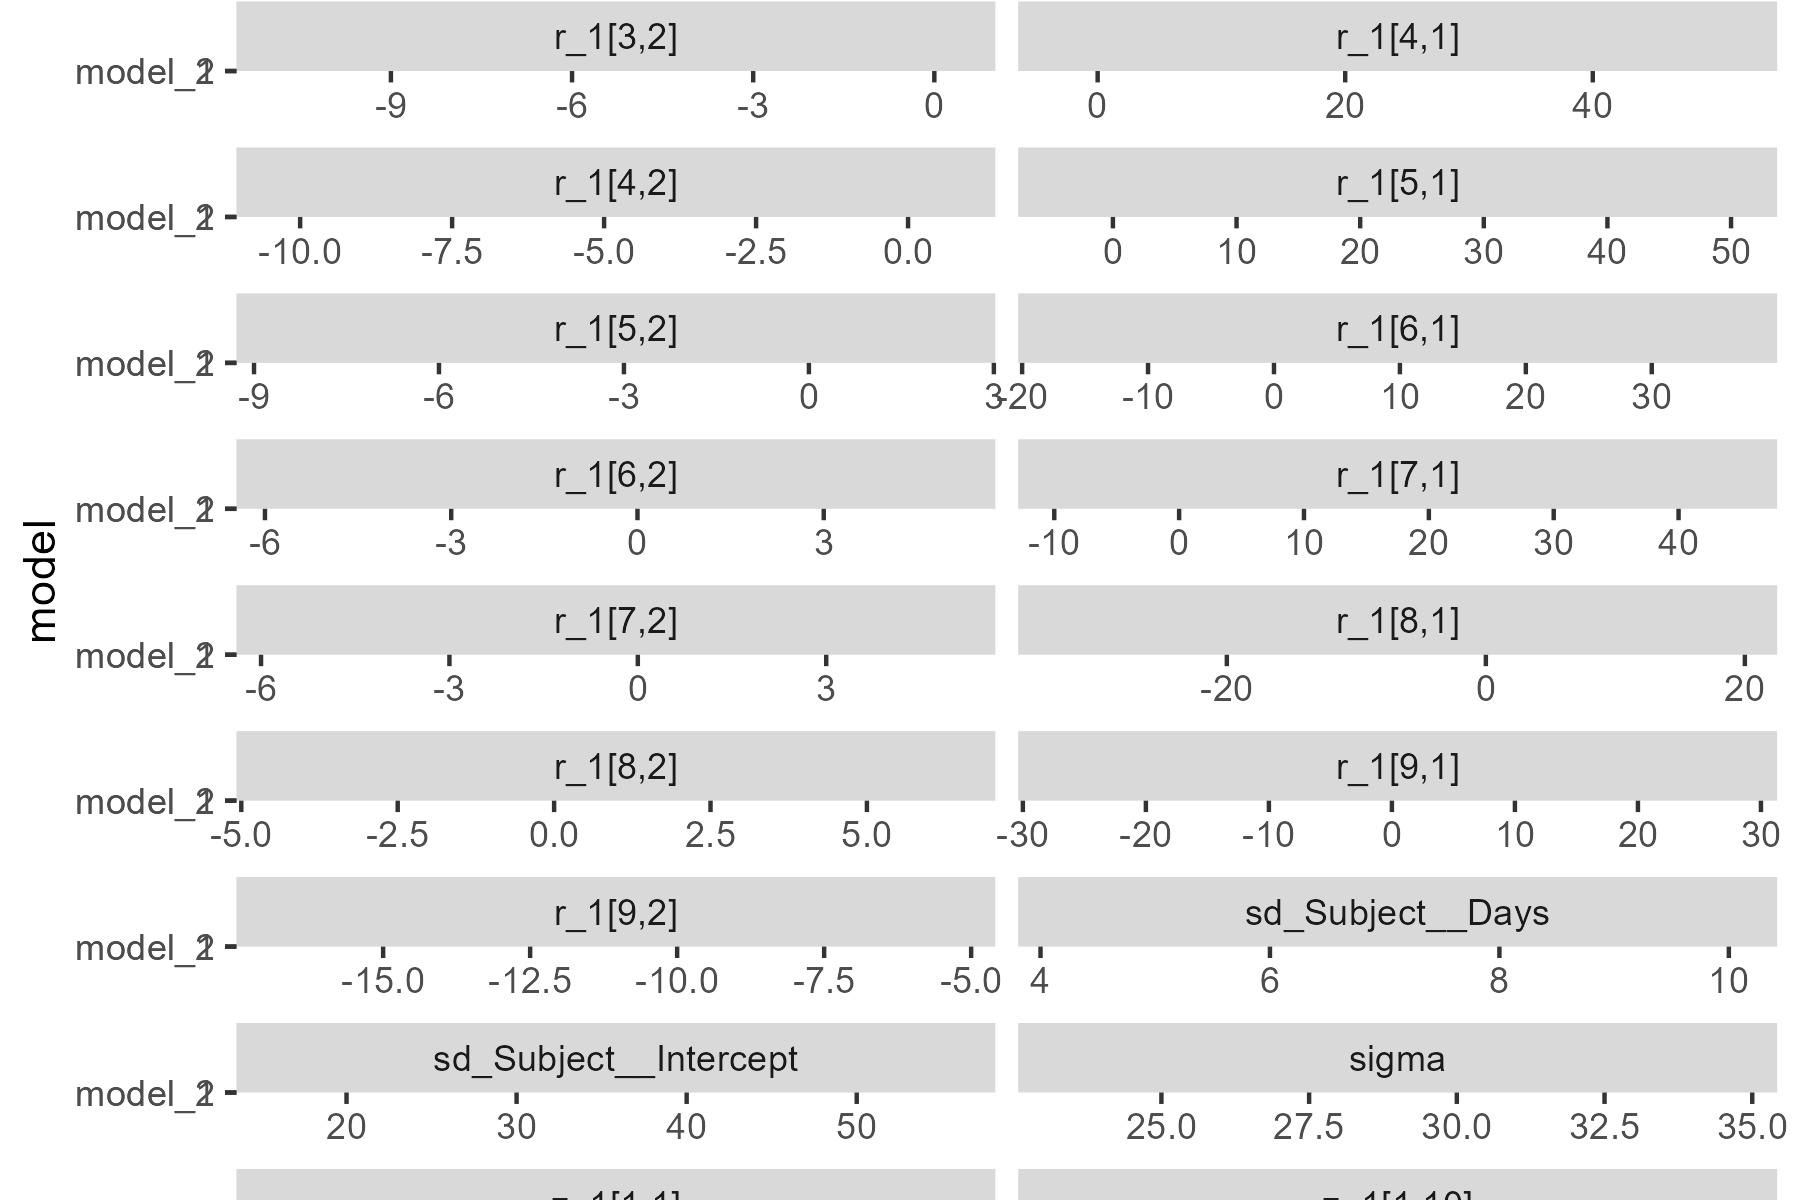 r_1[3,2] r_1[4,1]
model_2
-9 -6 -3 0 0 20 40
r_1[4,2] r_1[5,1]
model_2
-10.0 -7.5 -5.0 -2.5 0.0 0 10 20 30 40 50
r_1[5,2] r_1[6,1]
model_2
-9 -6 -3 0 3 -20 -10 0 10 20 30
r_1[6,2] r_1[7,1]
model_2
-6 -3 0 3 -10 0 10 20 30 40
model
r_1[7,2] r_1[8,1]
model_2
-6 -3 0 3 -20 0 20
r_1[8,2] r_1[9,1]
model_2
-5.0 -2.5 0.0 2.5 5.0 -30 -20 -10 0 10 20 30
r_1[9,2] sd_Subject__Days
model_2
-15.0 -12.5 -10.0 -7.5 -5.0 4 6 8 10
sd_Subject__Intercept sigma
model_2
20 30 40 50 25.0 27.5 30.0 32.5 35.0